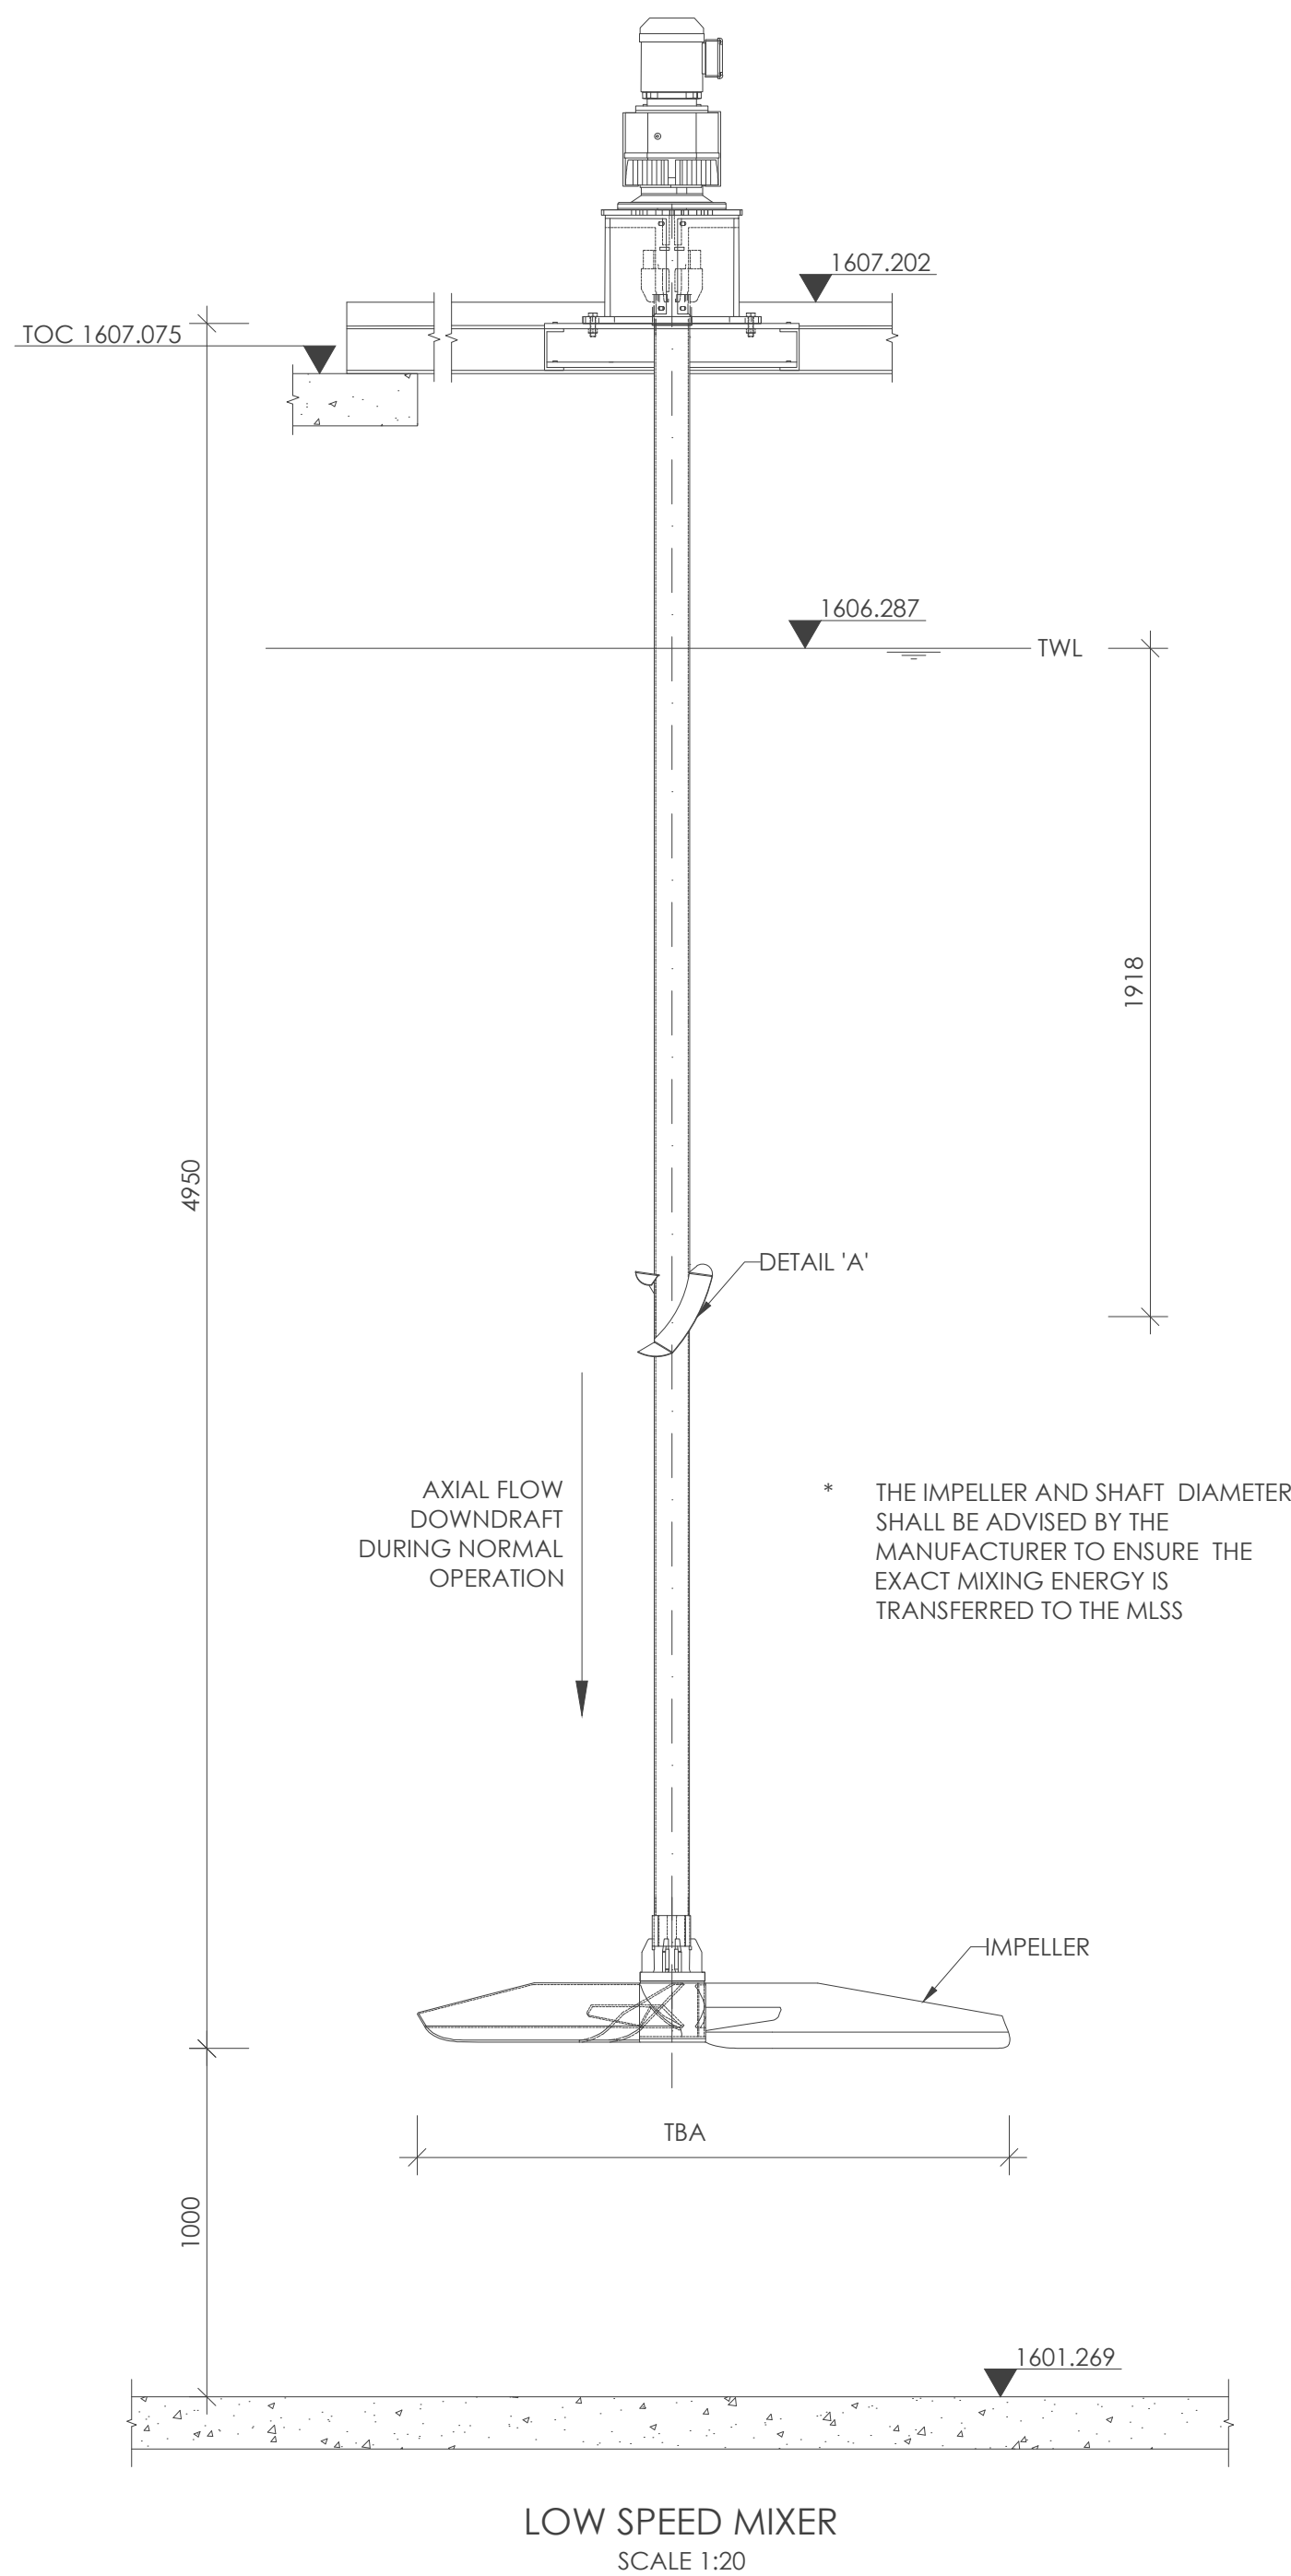 1607.202
TOC 1607.075
1606.287
TWL
1918
4950
DETAIL 'A'
AXIAL FLOW
DOWNDRAFT
DURING NORMAL
OPERATION
* THE IMPELLER AND SHAFT DIAMETER
SHALL BE ADVISED BY THE
MANUFACTURER TO ENSURE THE
EXACT MIXING ENERGY IS
TRANSFERRED TO THE MLSS
IMPELLER
TBA
1000
1601.269
LOW SPEED MIXER
SCALE 1:20